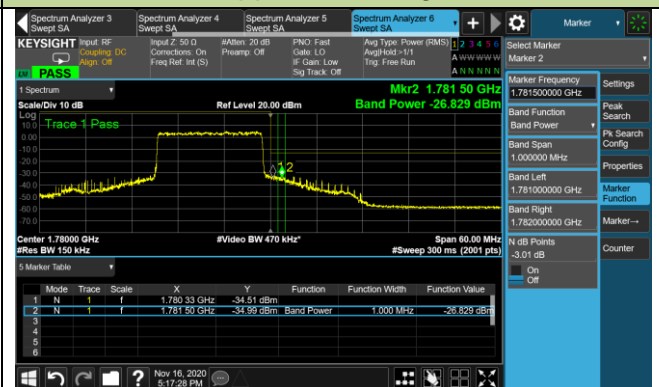 Spectrum Analyzer 3
Swept SA
Spectrum Analyzer 4
Swept SA
Spectrum Analyzer 5
Swept SA
Spectrum Analyzer 6
Swept SA
+
Marker
KEYSIGHT
Input: RF
Coupling: DC
Align: Off
Input Z: 50 Ω
Corrections: On
Freq Ref: Int (S)
#Atten: 20 dB
Preamp: Off
PNO: Fast
Gate: LO
IF Gain: Low
Sig Track: Off
Avg Type: Power (RMS)
Avg|Hold:>1/1
Trig: Free Run
1 2 3 4 5 6
A W W W W W
A N N N N N
PASS
Select Marker
Marker 2
1 Spectrum
Scale/Div 10 dB
Ref Level 20.00 dBm
Mkr2 1.781 50 GHz
Band Power -26.829 dBm
Log
Trace 1 Pass
10.0
0.00
-10.0
-20.0
-30.0
-40.0
-50.0
-60.0
-70.0
1
2
Center 1.78000 GHz
#Res BW 150 kHz
#Video BW 470 kHz*
Span 60.00 MHz
#Sweep 300 ms (2001 pts)
Marker Frequency
1.781500000 GHz
Band Function
Band Power
Band Span
1.000000 MHz
Band Left
1.781000000 GHz
Band Right
1.782000000 GHz
N dB Points
-3.01 dB
On
Off
Settings
Peak
Search
Pk Search
Config
Properties
Marker
Function
Marker→
Counter
5 Marker Table
Mode Trace Scale X Y Function Function Width Function Value
1 N 1 f 1.780 33 GHz -34.51 dBm
2 N 1 f 1.781 50 GHz -34.99 dBm Band Power 1.000 MHz -26.829 dBm
3
4
5
6
?
Nov 16, 2020
5:17:28 PM